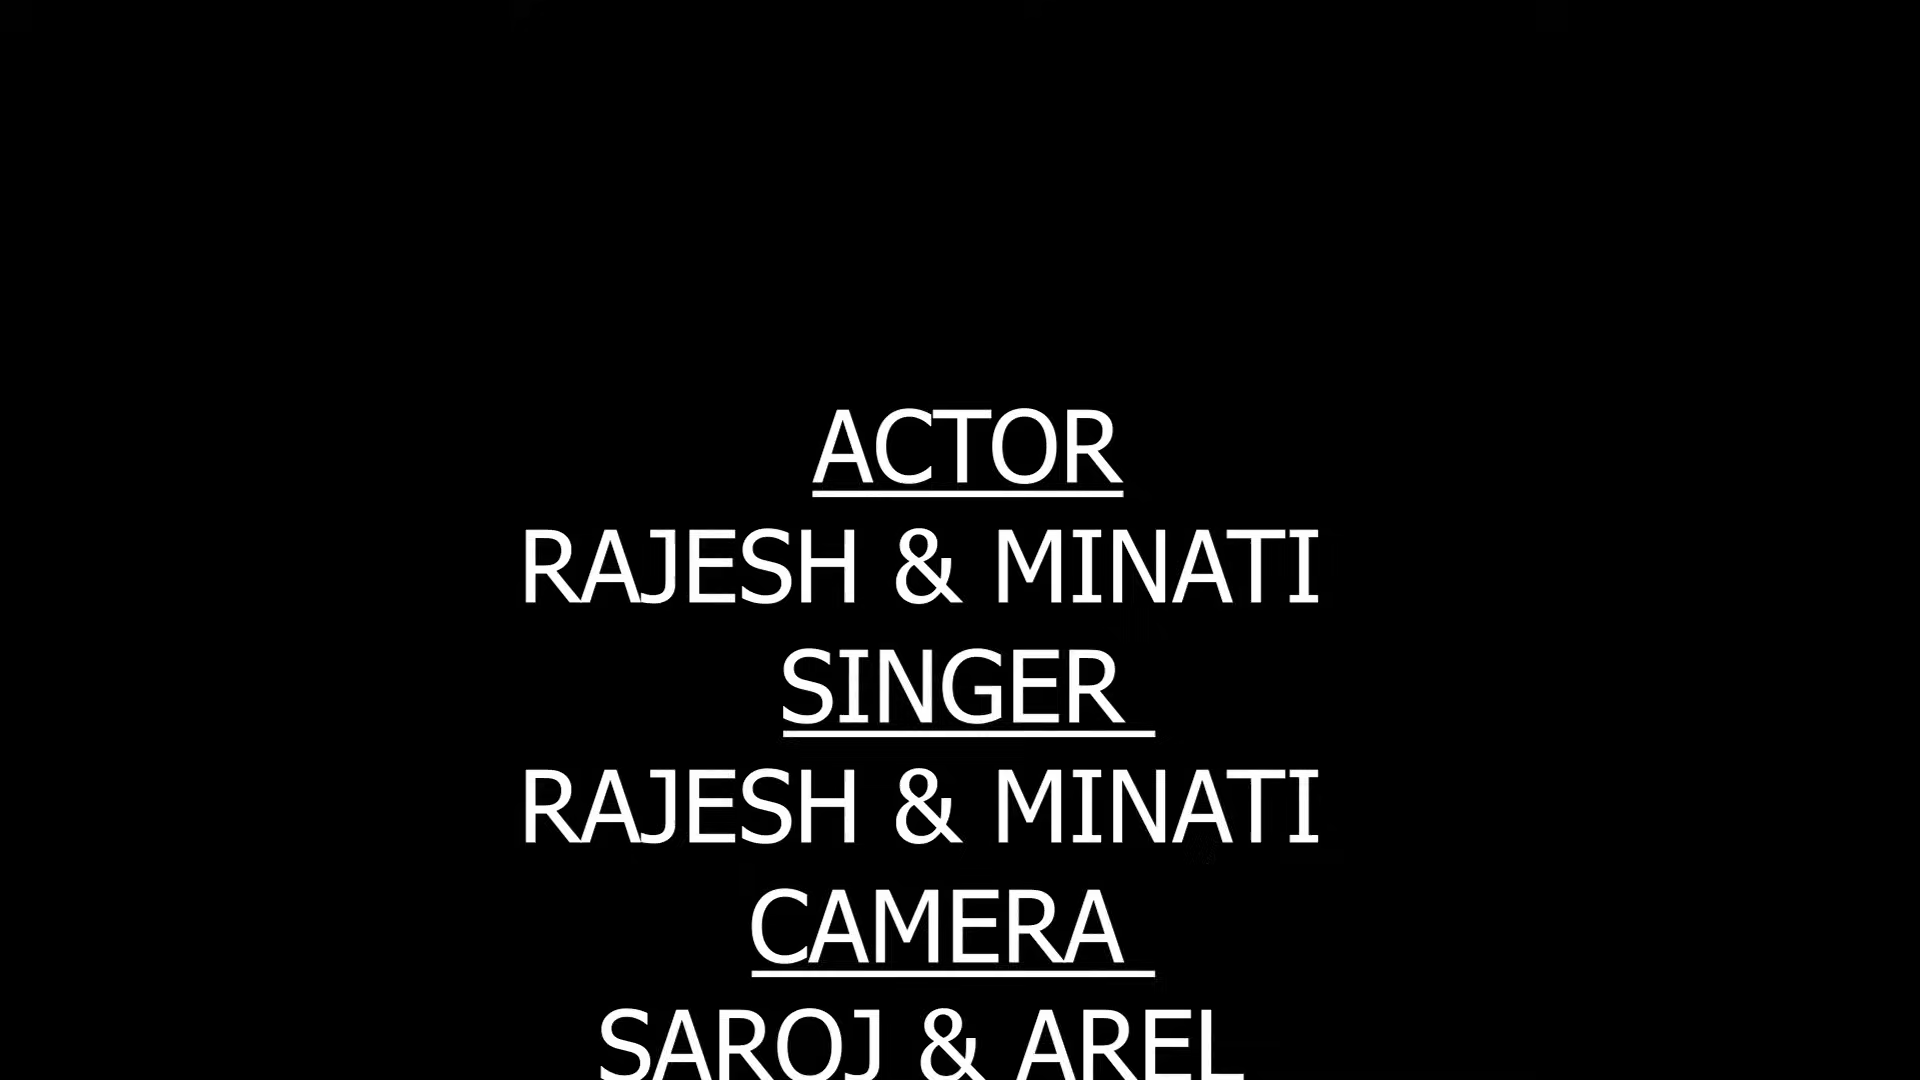 ACTOR
RAJESH & MINATI
SINGER
RAJESH & MINATI
CAMERA
SAROJ & AREL